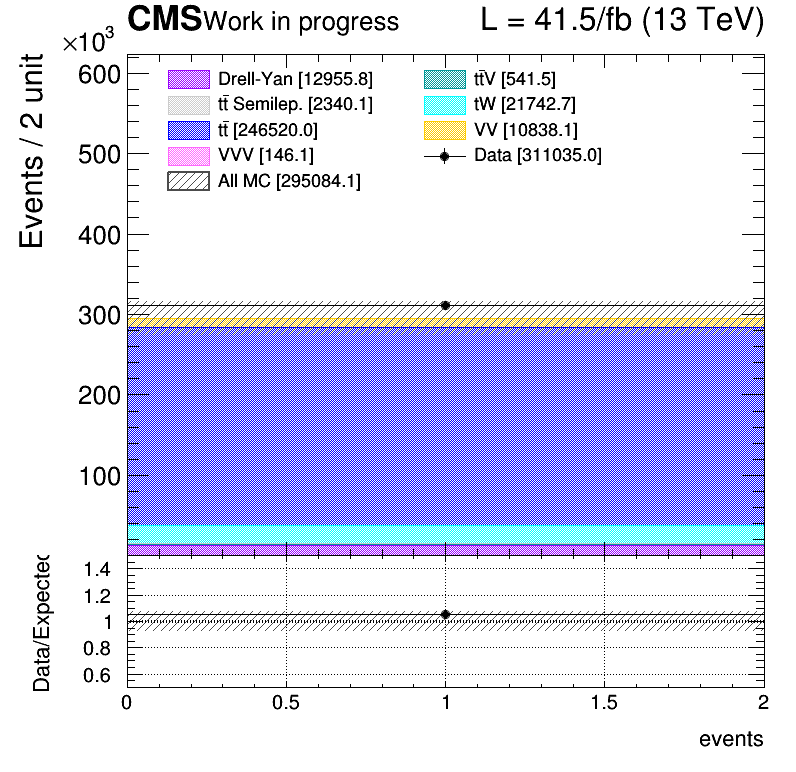 CMS Work in progress L = 41.5/fb (13 TeV)
×10³
Events / 2 unit
600
500
400
300
200
100
Drell-Yan [12955.8]
tt̄ Semilep. [2340.1]
tt̄ [246520.0]
VVV [146.1]
All MC [295084.1]
tt̄V [541.5]
tW [21742.7]
VV [10838.1]
Data [311035.0]
Data/Expected
1.4
1.2
1
0.8
0.6
0 0.5 1 1.5 2
events